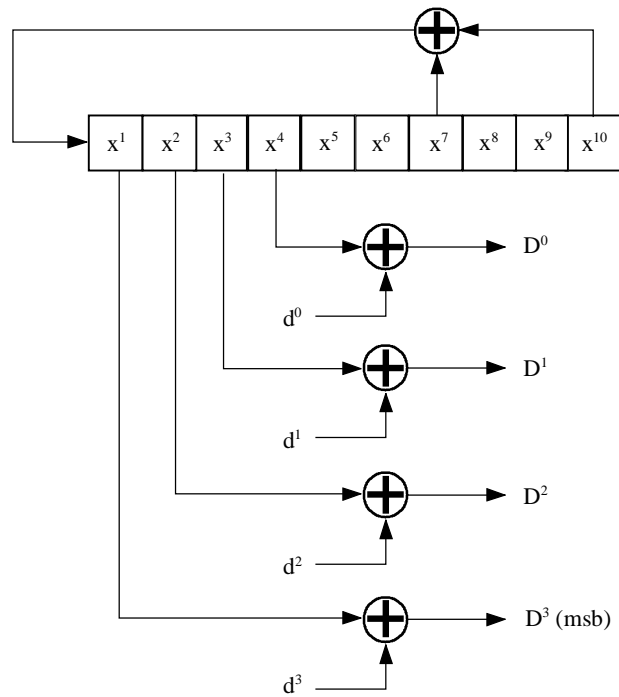 x¹ x² x³ x⁴ x⁵ x⁶ x⁷ x⁸ x⁹ x¹⁰
D⁰
d⁰
D¹
d¹
D²
d²
D³ (msb)
d³